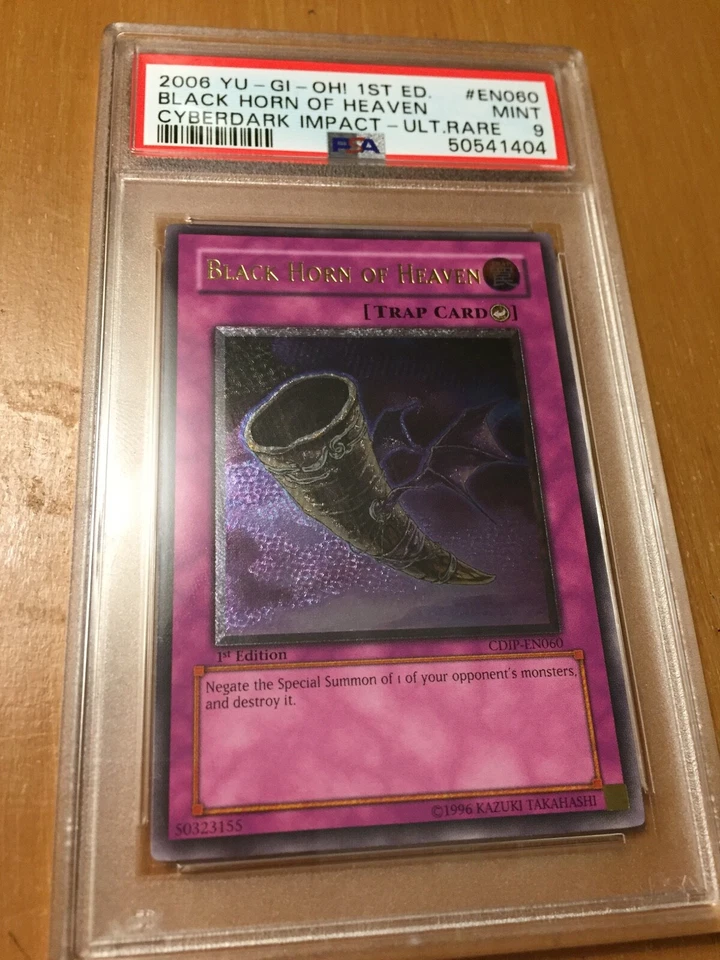 2006 YU-GI-OH! 1ST ED. #EN060
BLACK HORN OF HEAVEN MINT
CYBERDARK IMPACT-ULT.RARE 9
PSA 50541404
BLACK HORN OF HEAVEN 罠
[TRAP CARD]
1st Edition CDIP-EN060
Negate the Special Summon of 1 of your opponent's monsters,
and destroy it.
50323155 ©1996 KAZUKI TAKAHASHI